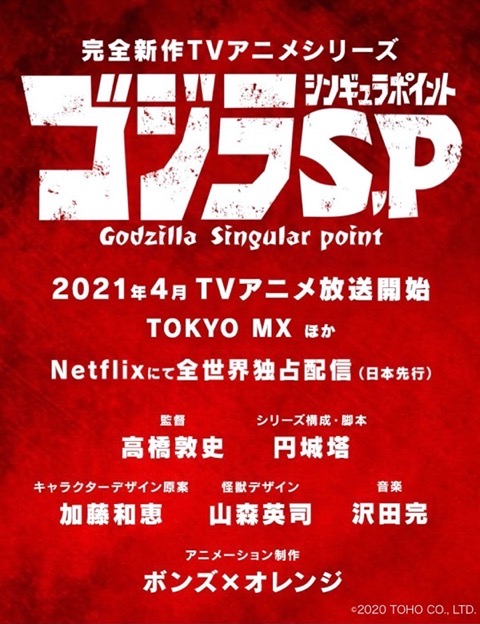 完全新作TVアニメシリーズ
シンギュラポイント
ゴジラS.P
Godzilla Singular point
2021年4月 TVアニメ放送開始
TOKYO MX ほか
Netflixにて全世界独占配信(日本先行)
監督
高橋敦史
シリーズ構成・脚本
円城塔
キャラクターデザイン原案
加藤和恵
怪獣デザイン
山森英司
音楽
沢田完
アニメーション制作
ボンズ×オレンジ
©2020 TOHO CO., LTD.